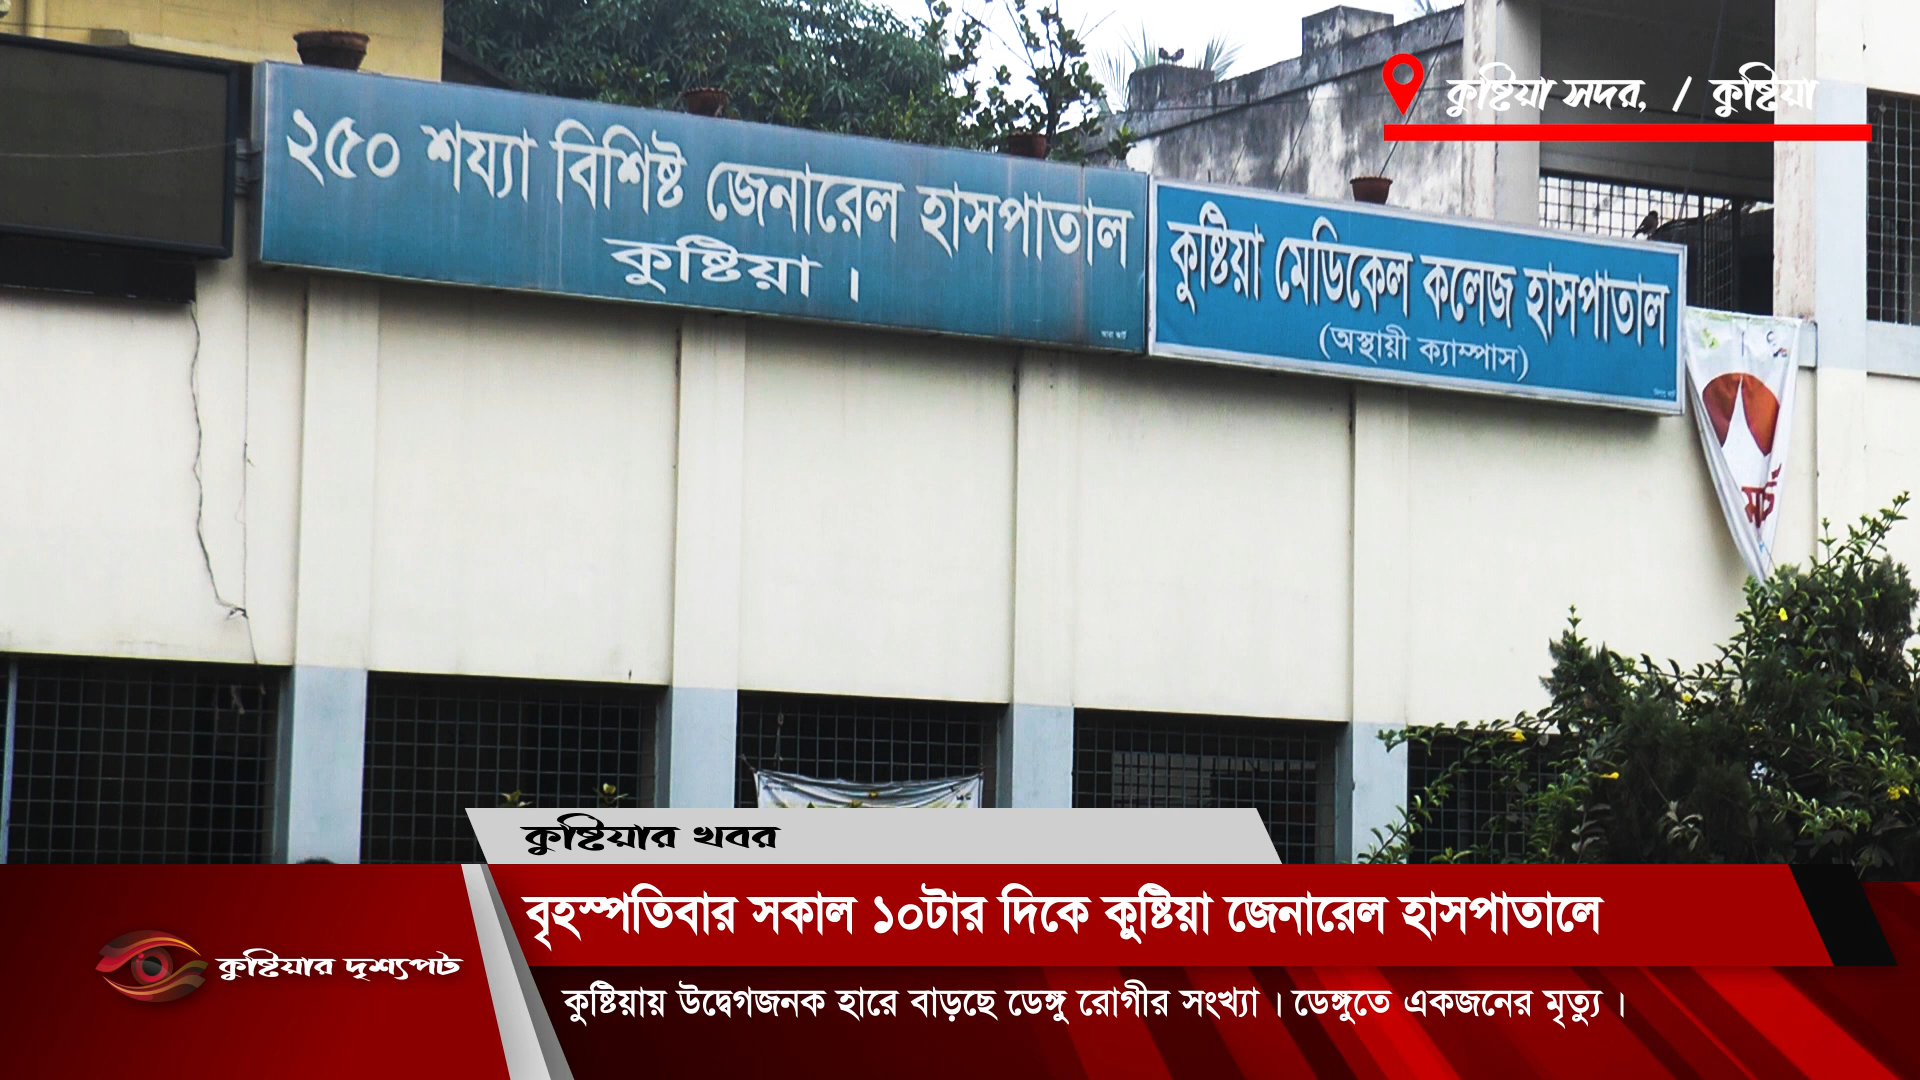 কুষ্টিয়া সদর, / কুষ্টিয়া
২৫০ শয্যা বিশিষ্ট জেনারেল হাসপাতাল
কুষ্টিয়া।
কুষ্টিয়া মেডিকেল কলেজ হাসপাতাল
(অস্থায়ী ক্যাম্পাস)
মার্চ
কুষ্টিয়ার খবর
বৃহস্পতিবার সকাল ১০টার দিকে কুষ্টিয়া জেনারেল হাসপাতালে
কুষ্টিয়ার দৃশ্যপট
কুষ্টিয়ায় উদ্বেগজনক হারে বাড়ছে ডেঙ্গু রোগীর সংখ্যা। ডেঙ্গুতে একজনের মৃত্যু।